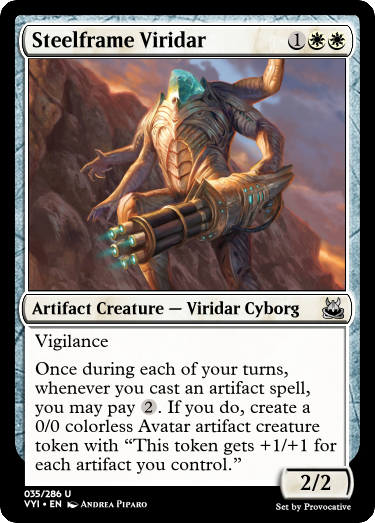 Steelframe Viridar 1
Artifact Creature — Viridar Cyborg
Vigilance
Once during each of your turns,
whenever you cast an artifact spell,
you may pay 2. If you do, create a
0/0 colorless Avatar artifact creature
token with “This token gets +1/+1 for
each artifact you control.”
2/2
035/286 U
VYI • EN Andrea Piparo
Set by Provocative